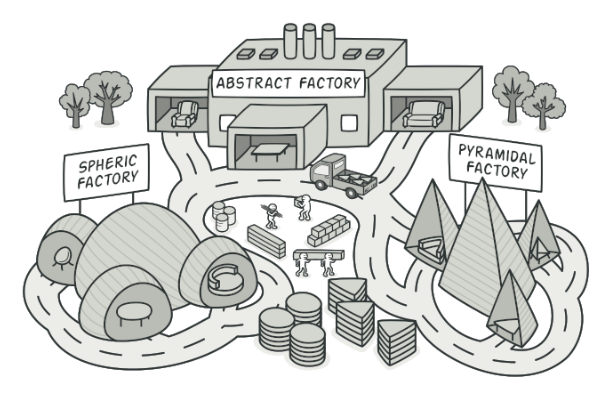 ABSTRACT FACTORY
SPHERIC
FACTORY
PYRAMIDAL
FACTORY